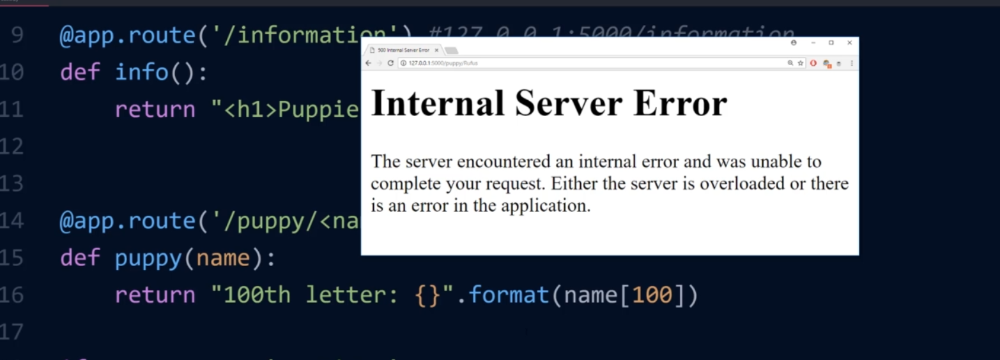 9 @app.route('/information') #127.0.0.1:5000/information
10 def info():
11 return "<h1>Puppie
12
13
14 @app.route('/puppy/<na
15 def puppy(name):
16 return "100th letter: {}".format(name[100])
17
500 Internal Server Error
127.0.0.1:5000/puppy/Rufus
Internal Server Error
The server encountered an internal error and was unable to
complete your request. Either the server is overloaded or there
is an error in the application.